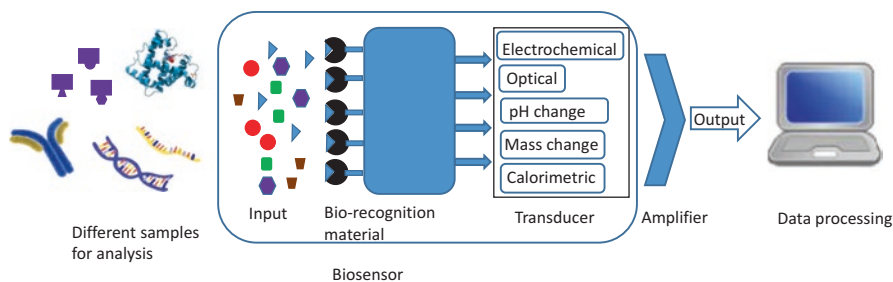 Electrochemical
Optical
pH change
Mass change
Calorimetric
Output
Input
Bio-recognition
material
Transducer
Amplifier
Data processing
Different samples
for analysis
Biosensor